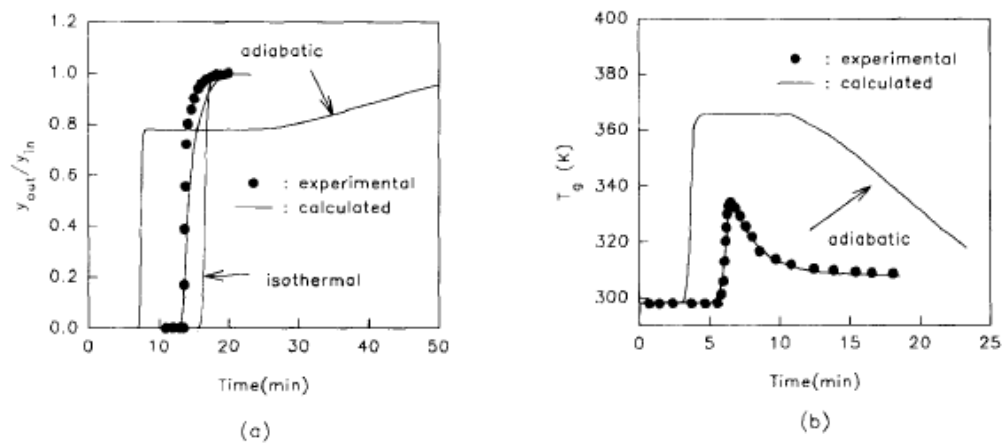 1.2
1.0
0.8
0.6
0.4
0.2
0.0
y_out/y_in
adiabatic
● : experimental
— : calculated
isothermal
0 10 20 30 40 50
Time(min)
(a)
400
380
360
340
320
300
T_g (K)
● : experimental
— : calculated
adiabatic
0 5 10 15 20 25
Time(min)
(b)